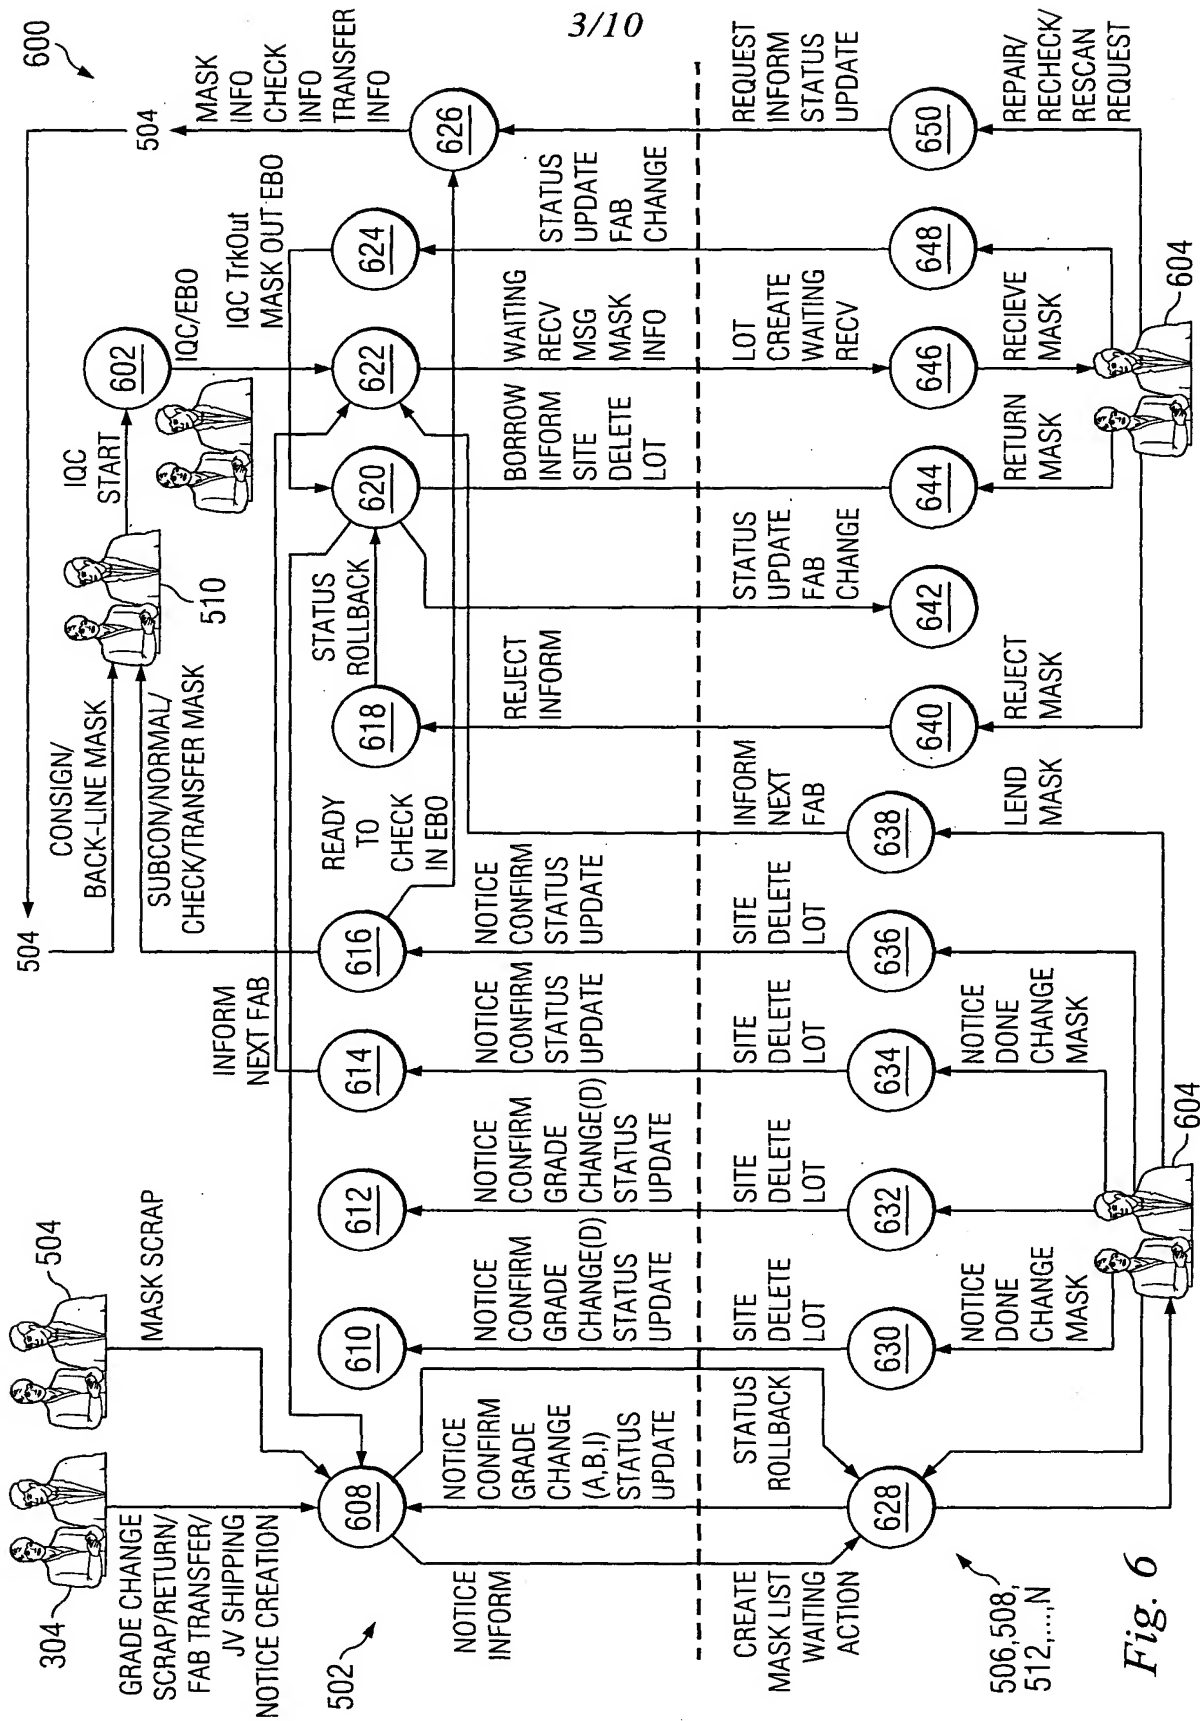 3/10
600
304
504
GRADE CHANGE
SCRAP/RETURN/
FAB TRANSFER/
JV SHIPPING
NOTICE CREATION
MASK SCRAP
504
504
CONSIGN/
BACK-LINE MASK
SUBCON/NORMAL/
CHECK/TRANSFER MASK
510
IQC
START
602
IQC/EBO
IQC TrkOut
MASK OUT EBO
MASK
INFO
CHECK
INFO
TRANSFER
INFO
INFORM
NEXT FAB
READY
TO
CHECK
IN EBO
STATUS
ROLLBACK
502
608
610
612
614
616
618
620
622
624
626
NOTICE
INFORM
NOTICE
CONFIRM
GRADE
CHANGE
(A,B,I)
STATUS
UPDATE
NOTICE
CONFIRM
GRADE
CHANGE(D)
STATUS
UPDATE
NOTICE
CONFIRM
GRADE
CHANGE(D)
STATUS
UPDATE
NOTICE
CONFIRM
STATUS
UPDATE
NOTICE
CONFIRM
STATUS
UPDATE
REJECT
INFORM
BORROW
INFORM
SITE
DELETE
LOT
WAITING
RECV
MSG
MASK
INFO
STATUS
UPDATE
FAB
CHANGE
CREATE
MASK LIST
WAITING
ACTION
STATUS
ROLLBACK
SITE
DELETE
LOT
SITE
DELETE
LOT
SITE
DELETE
LOT
SITE
DELETE
LOT
INFORM
NEXT
FAB
STATUS
UPDATE
FAB
CHANGE
LOT
CREATE
WAITING
RECV
REQUEST
INFORM
STATUS
UPDATE
628
630
632
634
636
638
640
642
644
646
648
650
506,508,
512,...,N
NOTICE
DONE
CHANGE
MASK
NOTICE
DONE
CHANGE
MASK
LEND
MASK
REJECT
MASK
RETURN
MASK
RECIEVE
MASK
REPAIR/
RECHECK/
RESCAN
REQUEST
604
604
Fig. 6